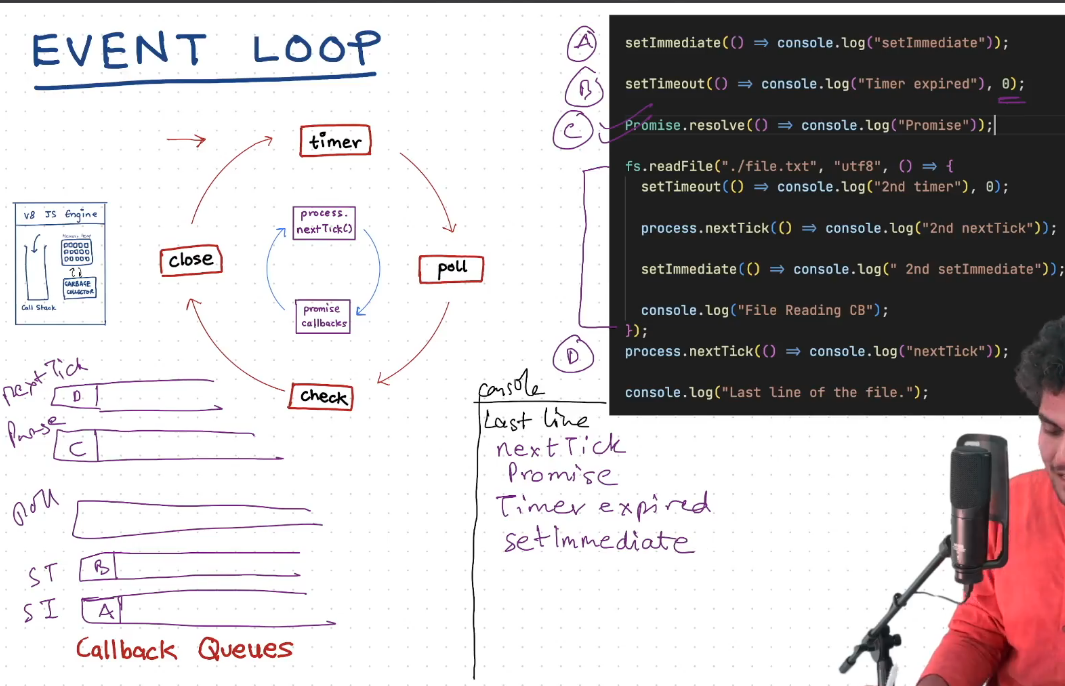 EVENT LOOP
timer
process.
nextTick()
close
poll
promise
callbacks
check
V8 JS Engine
Memory Heap
GARBAGE
COLLECTOR
Call Stack
nextTick
D
Promise
C
poll
ST
B
SI
A
Callback Queues
console
Last line
nextTick
Promise
Timer expired
setImmediate
A
B
C
D
setImmediate(() => console.log("setImmediate"));
setTimeout(() => console.log("Timer expired"), 0);
Promise.resolve(() => console.log("Promise"));
fs.readFile("./file.txt", "utf8", () => {
setTimeout(() => console.log("2nd timer"), 0);
process.nextTick(() => console.log("2nd nextTick"));
setImmediate(() => console.log(" 2nd setImmediate"));
console.log("File Reading CB");
});
process.nextTick(() => console.log("nextTick"));
console.log("Last line of the file.");